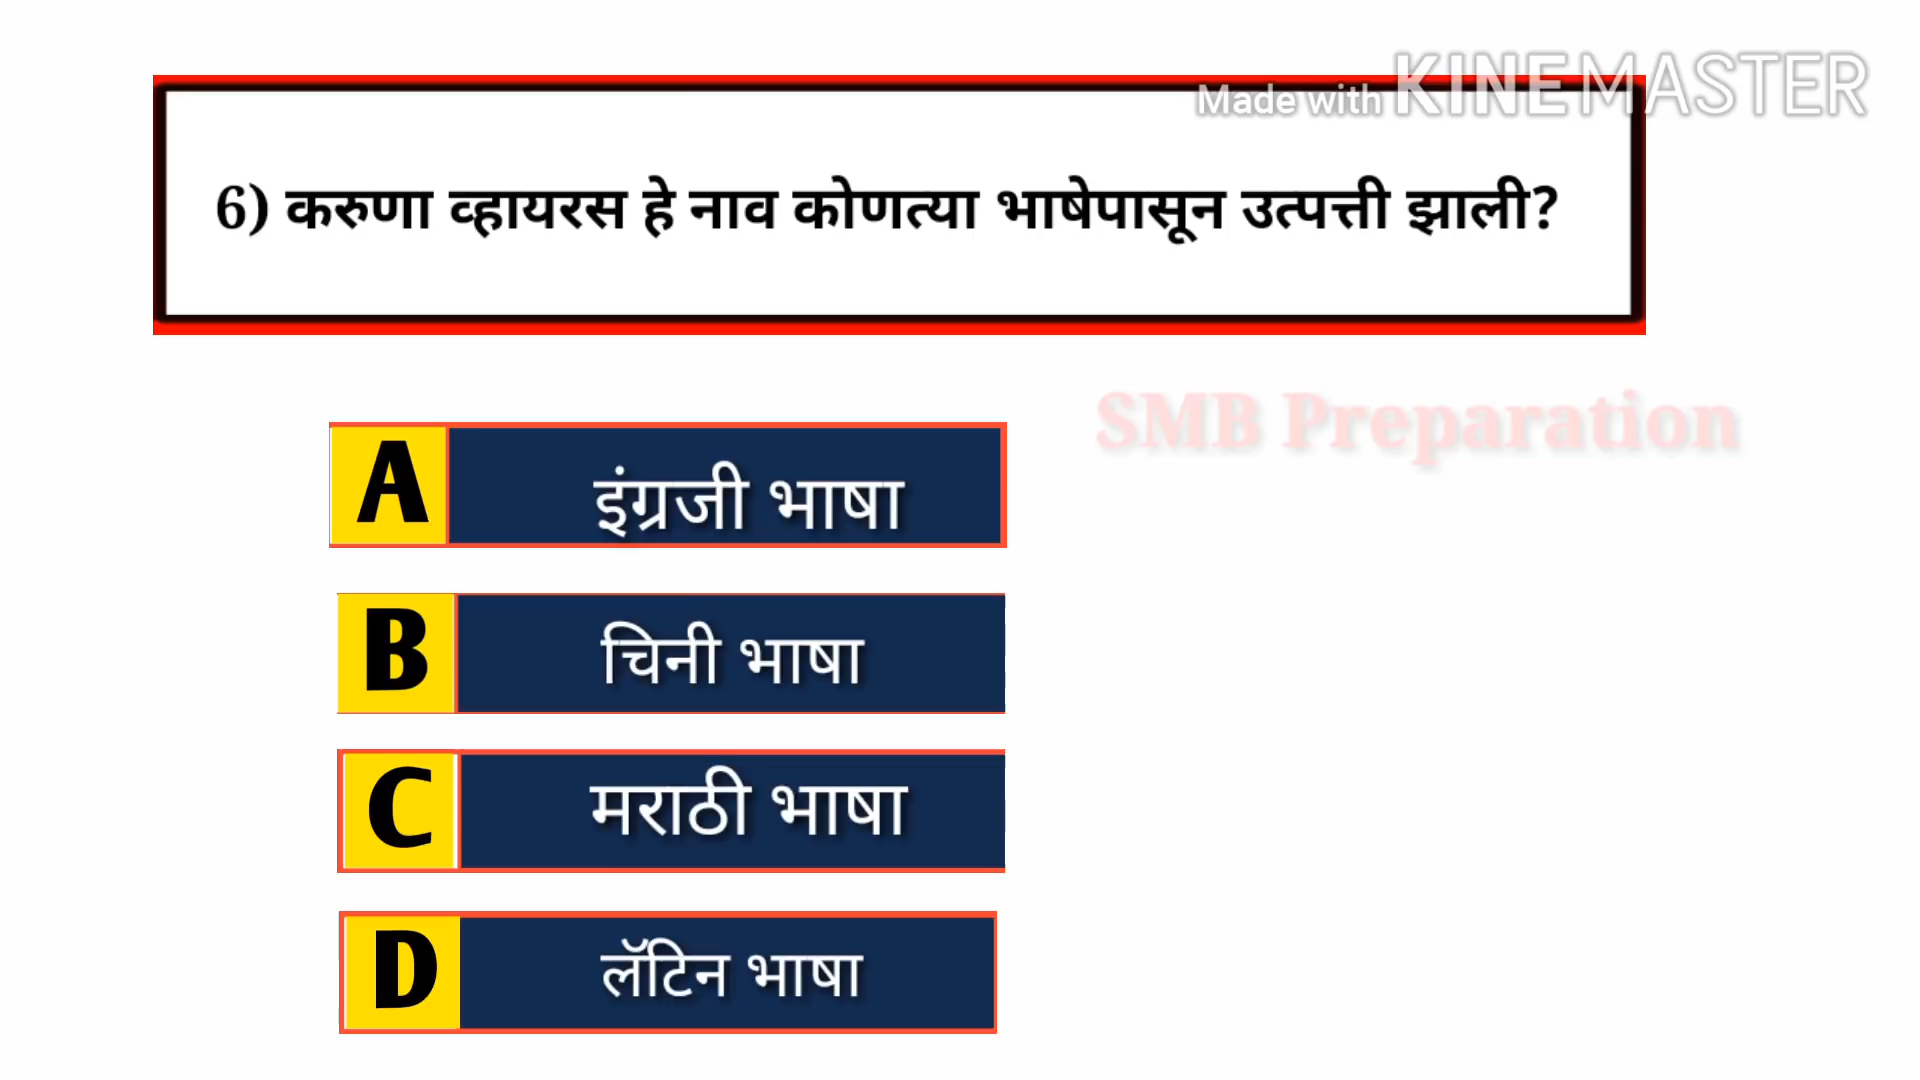 Made with KINEMASTER
6) करुणा व्हायरस हे नाव कोणत्या भाषेपासून उत्पत्ती झाली?
SMB Preparation
A इंग्रजी भाषा
B चिनी भाषा
C मराठी भाषा
D लॅटिन भाषा